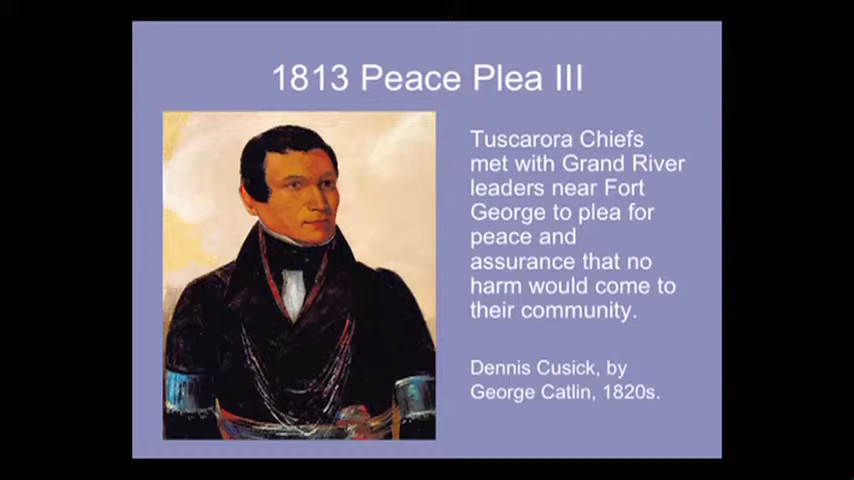 1813 Peace Plea III
Tuscarora Chiefs
met with Grand River
leaders near Fort
George to plea for
peace and
assurance that no
harm would come to
their community.
Dennis Cusick, by
George Catlin, 1820s.